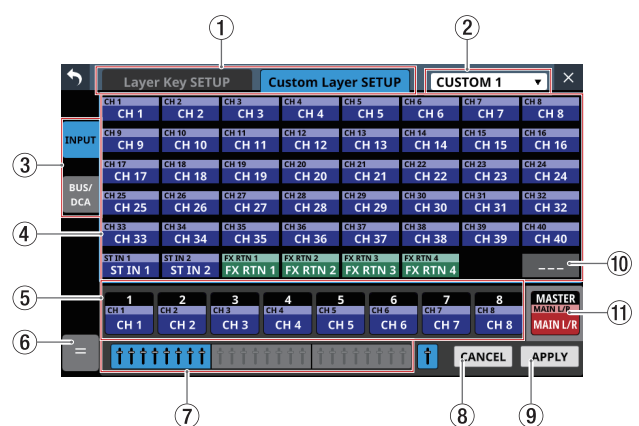 ① ②
Layer Key SETUP Custom Layer SETUP CUSTOM 1 ▼ ×
CH 1 CH 2 CH 3 CH 4 CH 5 CH 6 CH 7 CH 8
CH 1 CH 2 CH 3 CH 4 CH 5 CH 6 CH 7 CH 8
③ INPUT
CH 9 CH 10 CH 11 CH 12 CH 13 CH 14 CH 15 CH 16
CH 9 CH 10 CH 11 CH 12 CH 13 CH 14 CH 15 CH 16
CH 17 CH 18 CH 19 CH 20 CH 21 CH 22 CH 23 CH 24
CH 17 CH 18 CH 19 CH 20 CH 21 CH 22 CH 23 CH 24
BUS/
DCA
CH 25 CH 26 CH 27 CH 28 CH 29 CH 30 CH 31 CH 32
CH 25 CH 26 CH 27 CH 28 CH 29 CH 30 CH 31 CH 32
④
CH 33 CH 34 CH 35 CH 36 CH 37 CH 38 CH 39 CH 40
CH 33 CH 34 CH 35 CH 36 CH 37 CH 38 CH 39 CH 40
ST IN 1 ST IN 2 FX RTN 1 FX RTN 2 FX RTN 3 FX RTN 4
ST IN 1 ST IN 2 FX RTN 1 FX RTN 2 FX RTN 3 FX RTN 4 ___ ⑩
⑤ 1 2 3 4 5 6 7 8 MASTER
CH 1 CH 2 CH 3 CH 4 CH 5 CH 6 CH 7 CH 8 MAIN L/R
CH 1 CH 2 CH 3 CH 4 CH 5 CH 6 CH 7 CH 8 MAIN L/R ⑪
⑥ = CANCEL APPLY
⑦ ⑧ ⑨